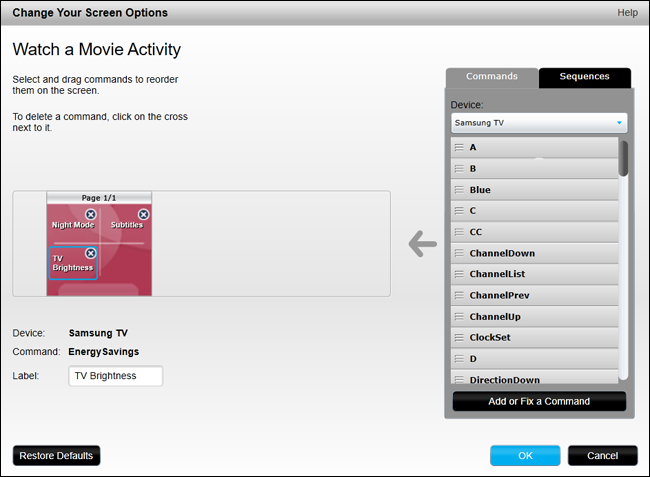 Change Your Screen Options
Help
Watch a Movie Activity
Select and drag commands to reorder
them on the screen.
To delete a command, click on the cross
next to it.
Page 1/1
Night Mode
Subtitles
TV
Brightness
Device: Samsung TV
Command: EnergySavings
Label: TV Brightness
Commands
Sequences
Device:
Samsung TV
A
B
Blue
C
CC
ChannelDown
ChannelList
ChannelPrev
ChannelUp
ClockSet
D
DirectionDown
Add or Fix a Command
Restore Defaults
OK
Cancel